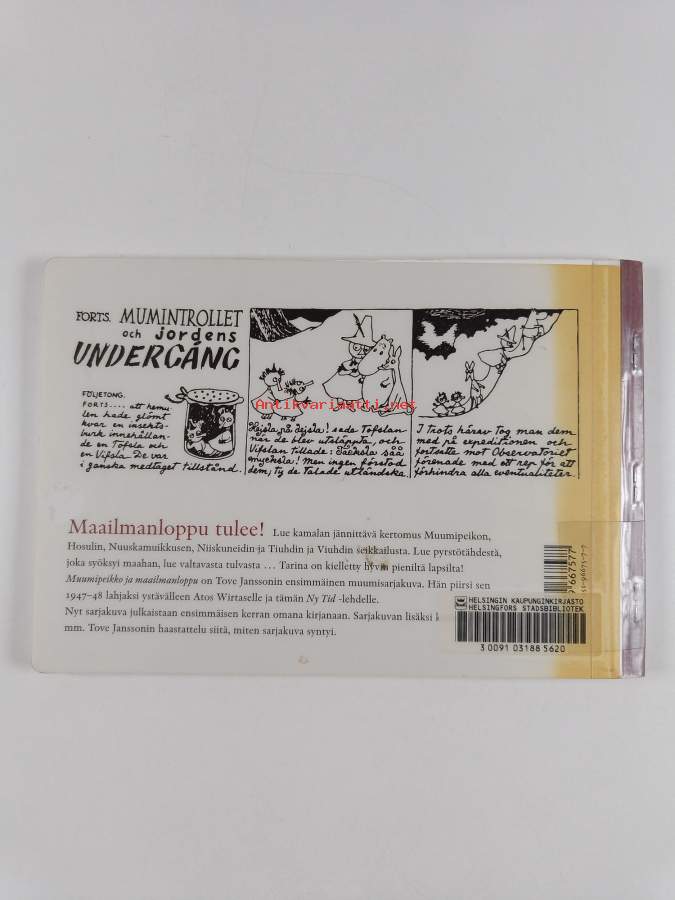 FORTS. MUMINTROLLET
och jordens
UNDERGÅNG
FÖLJETONG.
FORTS.... att hemu-
len hade glömt
kvar en insekts-
burk innehållan-
de en Tofsla och
en Vifsla. De var
i ganska medtaget tillstånd.
Hejsla på dejsla! sade Tofslan
när de blev utsläppta, och
Vifslan tillade: Tacksla såå
mycksla! Men ingen förstod
dem, ty de talade utländska.
I trots härav tog man dem
med på expeditionen och
fortsatte mot Observatoriet
förenade med ett rep för att
förhindra alla eventualiteter.
Antikvariaatti.net
Maailmanloppu tulee! Lue kamalan jännittävä kertomus Muumipeikon,
Hosulin, Nuuskamuikkusen, Niiskuneidin ja Tiuhdin ja Viuhdin seikkailusta. Lue pyrstötähdestä,
joka syöksyi maahan, lue valtavasta tulvasta … Tarina on kielletty hyvin pieniltä lapsilta!
Muumipeikko ja maailmanloppu on Tove Janssonin ensimmäinen muumisarjakuva. Hän piirsi sen
1947–48 lahjaksi ystävälleen Atos Wirtaselle ja tämän Ny Tid -lehdelle.
Nyt sarjakuva julkaistaan ensimmäisen kerran omana kirjanaan. Sarjakuvan lisäksi k
mm. Tove Janssonin haastattelu siitä, miten sarjakuva syntyi.
667577
51-96675-7-7
HELSINGIN KAUPUNGINKIRJASTO
HELSINGFORS STADSBIBLIOTEK
3 0091 03188 5620